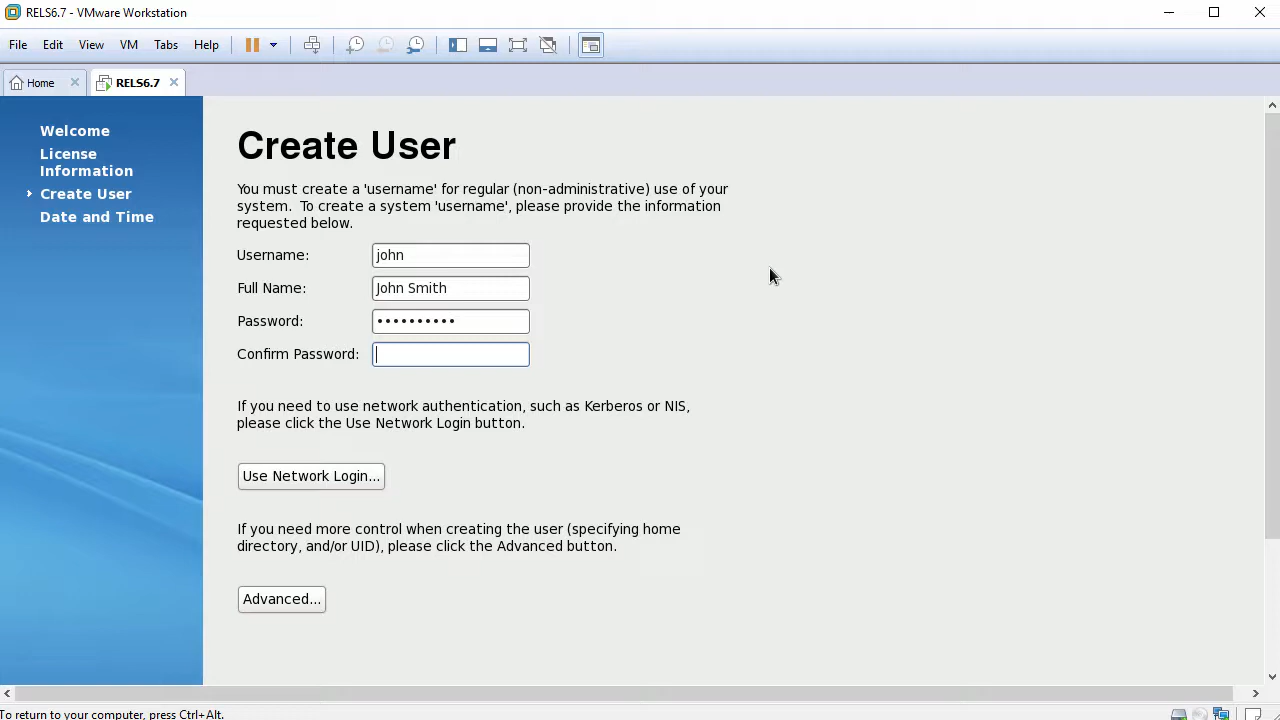 RELS6.7 - VMware Workstation
File Edit View VM Tabs Help
Home RELS6.7
Welcome
License
Information
Create User
Date and Time
Create User
You must create a 'username' for regular (non-administrative) use of your
system.  To create a system 'username', please provide the information
requested below.
Username: john
Full Name: John Smith
Password: ••••••••••
Confirm Password:
If you need to use network authentication, such as Kerberos or NIS,
please click the Use Network Login button.
Use Network Login...
If you need more control when creating the user (specifying home
directory, and/or UID), please click the Advanced button.
Advanced...
To return to your computer, press Ctrl+Alt.